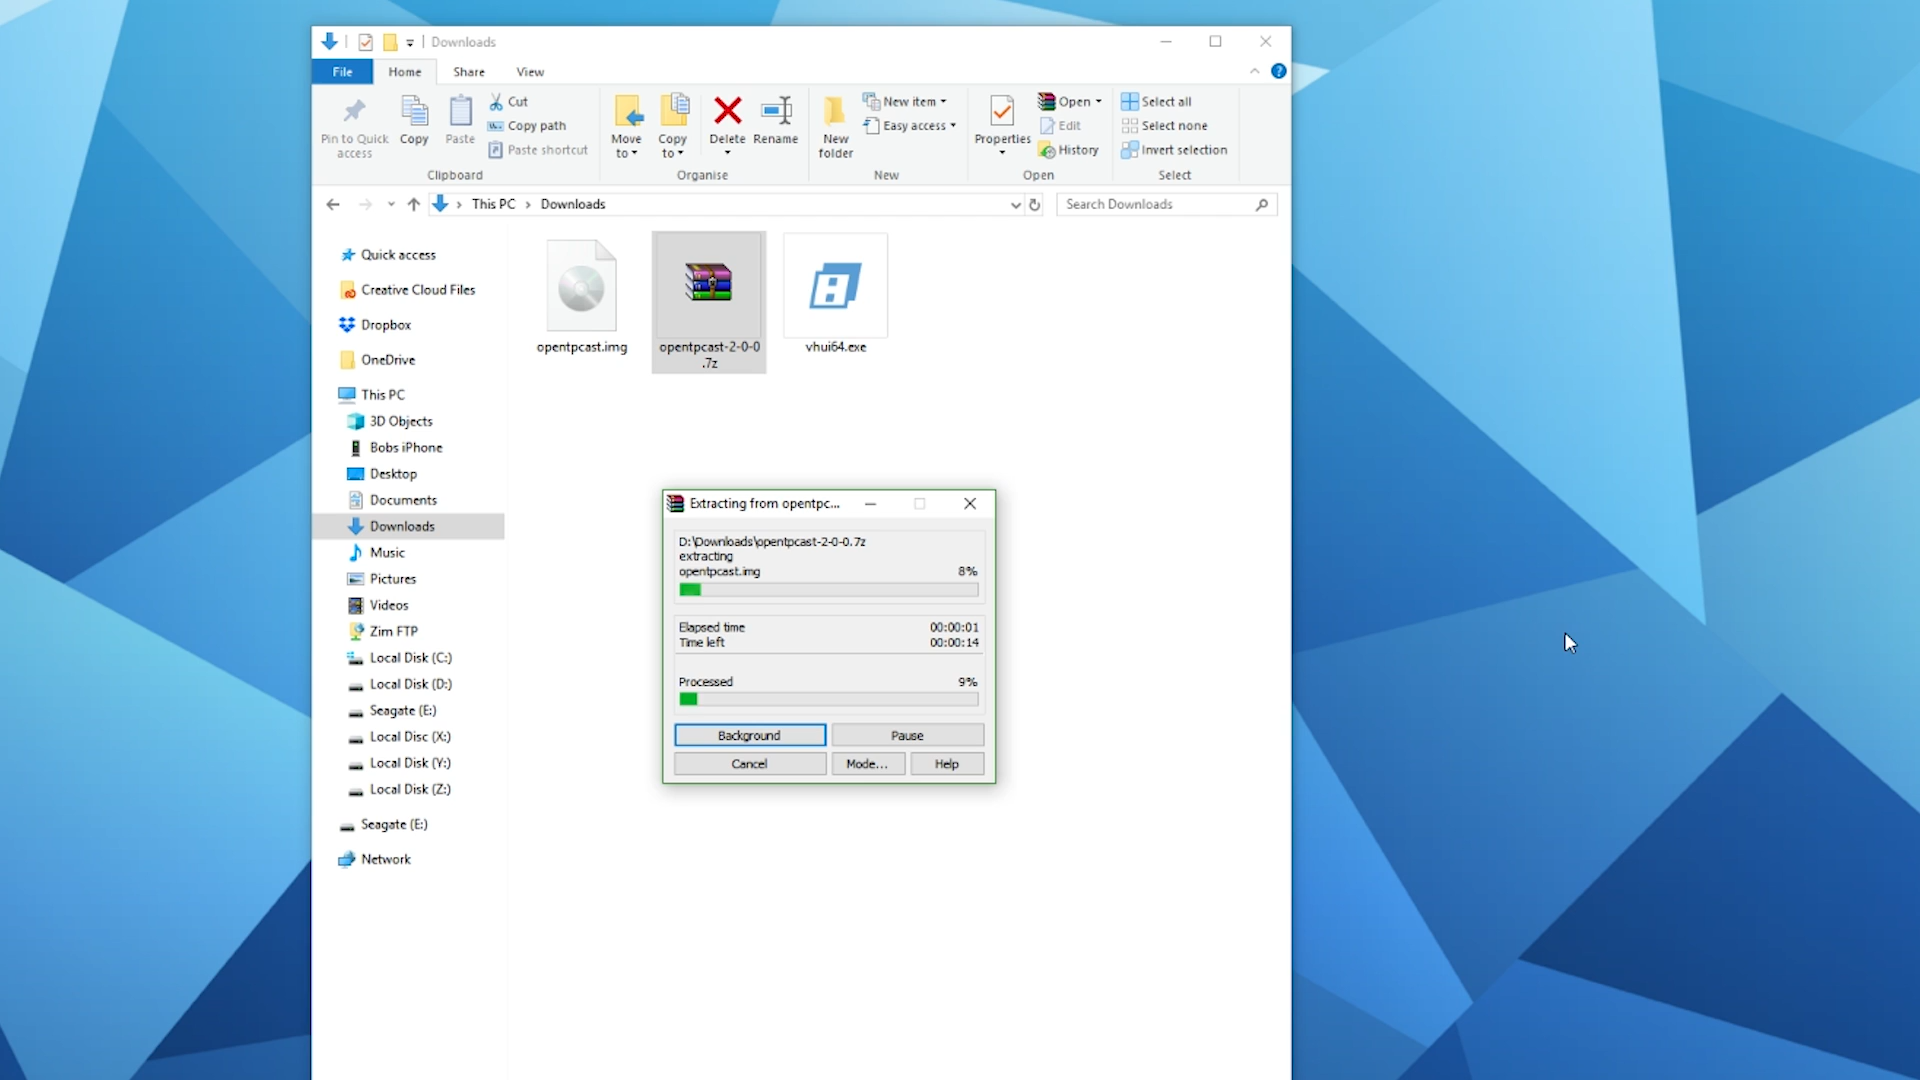 Downloads
File
Home
Share
View
Pin to Quick
access
Copy
Paste
Cut
Copy path
Paste shortcut
Clipboard
Move
to
Copy
to
Delete
Rename
Organise
New
folder
New item
Easy access
New
Properties
Open
Edit
History
Open
Select all
Select none
Invert selection
Select
This PC
Downloads
Search Downloads
Quick access
Creative Cloud Files
Dropbox
OneDrive
This PC
3D Objects
Bobs iPhone
Desktop
Documents
Downloads
Music
Pictures
Videos
Zim FTP
Local Disk (C:)
Local Disk (D:)
Seagate (E:)
Local Disc (X:)
Local Disk (Y:)
Local Disk (Z:)
Seagate (E:)
Network
opentpcast.img
opentpcast-2-0-0
.7z
vhui64.exe
Extracting from opentpc...
D:\Downloads\opentpcast-2-0-0.7z
extracting
opentpcast.img 8%
Elapsed time 00:00:01
Time left 00:00:14
Processed 9%
Background
Pause
Cancel
Mode...
Help